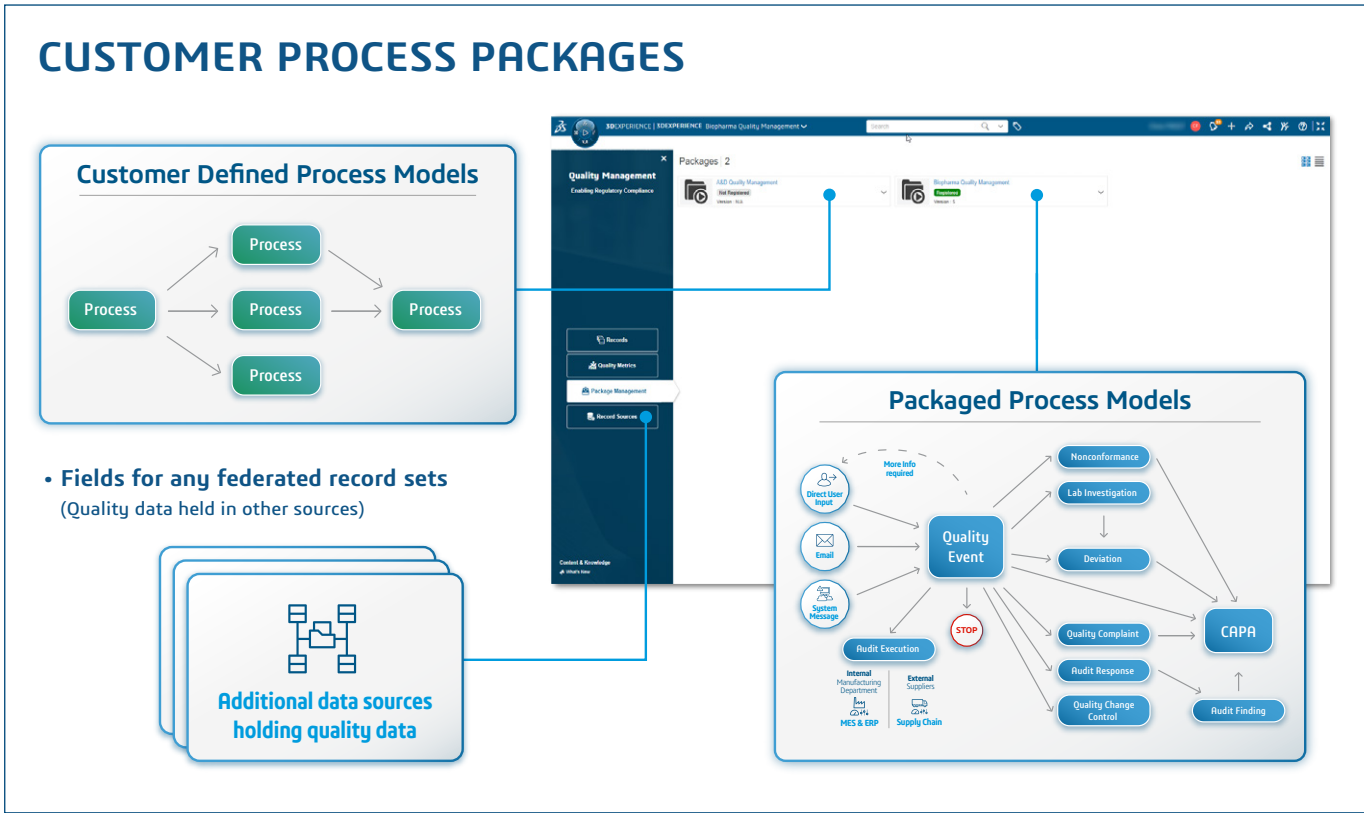 CUSTOMER PROCESS PACKAGES
Customer Defined Process Models
Process
Process
Process
Process
Process
• Fields for any federated record sets
(Quality data held in other sources)
Additional data sources
holding quality data
3DEXPERIENCE | 3DEXPERIENCE Biopharma Quality Management
Search
Quality Management
Enabling Regulatory Compliance
Records
Quality Metrics
Package Management
Record Sources
Content & Knowledge
What's New
Packages 2
A&D Quality Management
Not Registered
Biopharma Quality Management
Registered
Version : 5
Packaged Process Models
More Info
required
Direct User
Input
Email
System
Message
Quality
Event
STOP
Audit Execution
Internal
Manufacturing
Department
MES & ERP
External
Suppliers
Supply Chain
Nonconformance
Lab Investigation
Deviation
Quality Complaint
Audit Response
Quality Change
Control
CAPA
Audit Finding